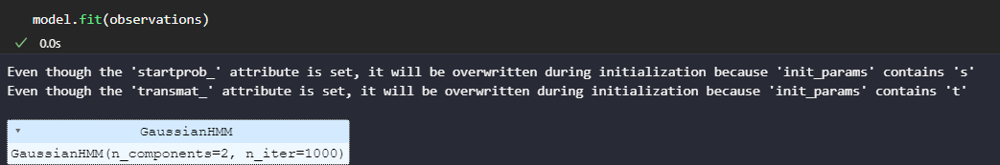 model.fit(observations)
✓ 0.0s
Even though the 'startprob_' attribute is set, it will be overwritten during initialization because 'init_params' contains 's'
Even though the 'transmat_' attribute is set, it will be overwritten during initialization because 'init_params' contains 't'
▾ GaussianHMM
GaussianHMM(n_components=2, n_iter=1000)